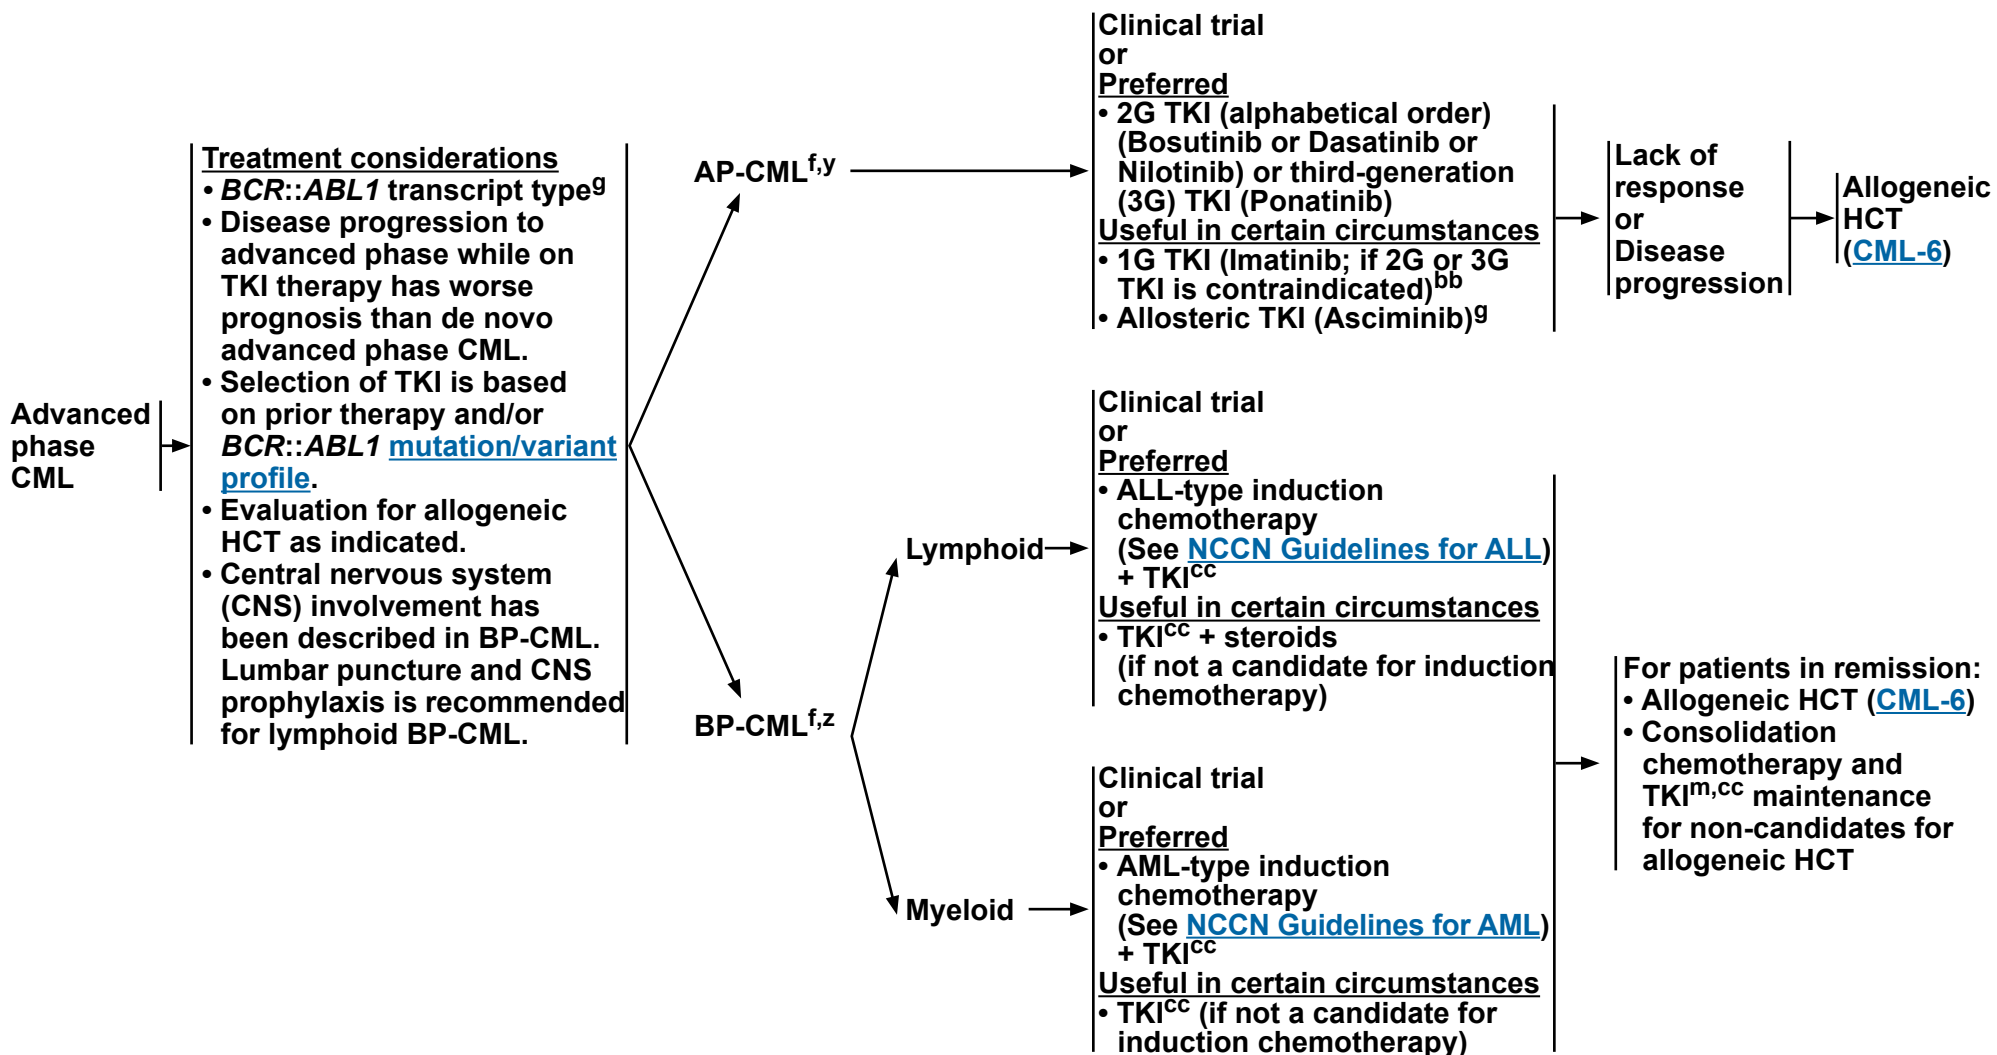 Advanced
phase
CML
Treatment considerations
• BCR::ABL1 transcript typeg
• Disease progression to
advanced phase while on
TKI therapy has worse
prognosis than de novo
advanced phase CML.
• Selection of TKI is based
on prior therapy and/or
BCR::ABL1 mutation/variant
profile.
• Evaluation for allogeneic
HCT as indicated.
• Central nervous system
(CNS) involvement has
been described in BP-CML.
Lumbar puncture and CNS
prophylaxis is recommended
for lymphoid BP-CML.
AP-CMLf,y
Clinical trial
or
Preferred
• 2G TKI (alphabetical order)
(Bosutinib or Dasatinib or
Nilotinib) or third-generation
(3G) TKI (Ponatinib)
Useful in certain circumstances
• 1G TKI (Imatinib; if 2G or 3G
TKI is contraindicated)bb
• Allosteric TKI (Asciminib)g
Lack of
response
or
Disease
progression
Allogeneic
HCT
(CML-6)
BP-CMLf,z
Lymphoid
Clinical trial
or
Preferred
• ALL-type induction
chemotherapy
(See NCCN Guidelines for ALL)
+ TKIcc
Useful in certain circumstances
• TKIcc + steroids
(if not a candidate for induction
chemotherapy)
Myeloid
Clinical trial
or
Preferred
• AML-type induction
chemotherapy
(See NCCN Guidelines for AML)
+ TKIcc
Useful in certain circumstances
• TKIcc (if not a candidate for
induction chemotherapy)
For patients in remission:
• Allogeneic HCT (CML-6)
• Consolidation
chemotherapy and
TKIm,cc maintenance
for non-candidates for
allogeneic HCT